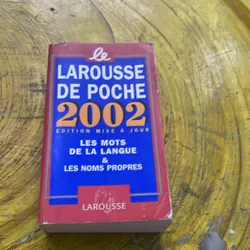 le
LAROUSSE
DE POCHE
2002
ÉDITION MISE À JOUR
LES MOTS
DE LA LANGUE
&
LES NOMS PROPRES
LAROUSSE